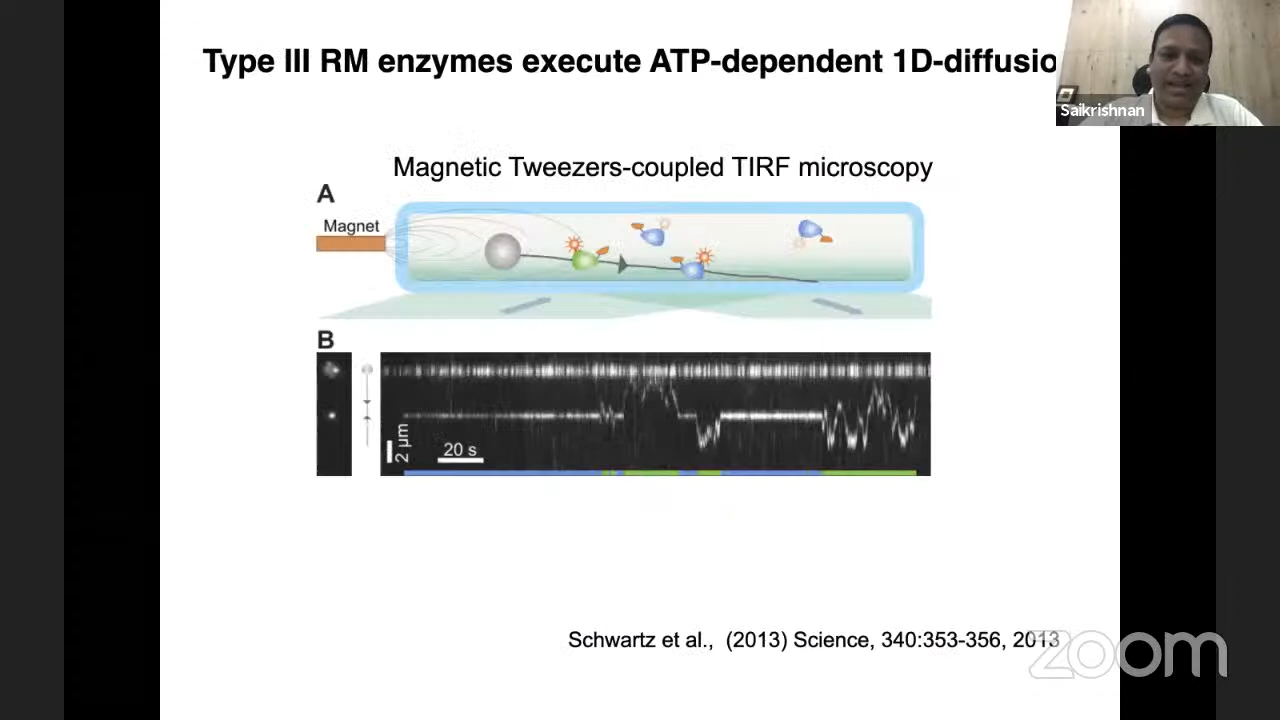 Type III RM enzymes execute ATP-dependent 1D-diffusio
Saikrishnan
Magnetic Tweezers-coupled TIRF microscopy
A
Magnet
B
2 μm
20 s
Schwartz et al., (2013) Science, 340:353-356, 2013
zoom